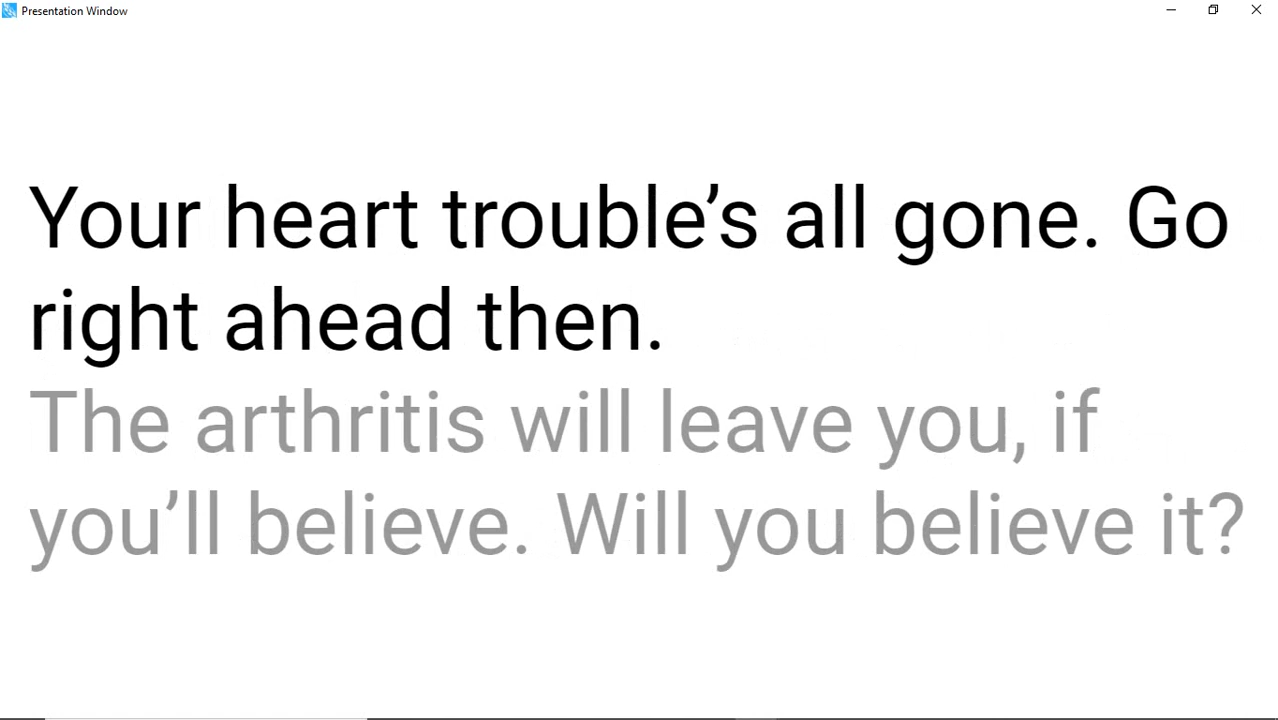 Presentation Window
Your heart trouble’s all gone. Go
right ahead then.
The arthritis will leave you, if
you’ll believe. Will you believe it?